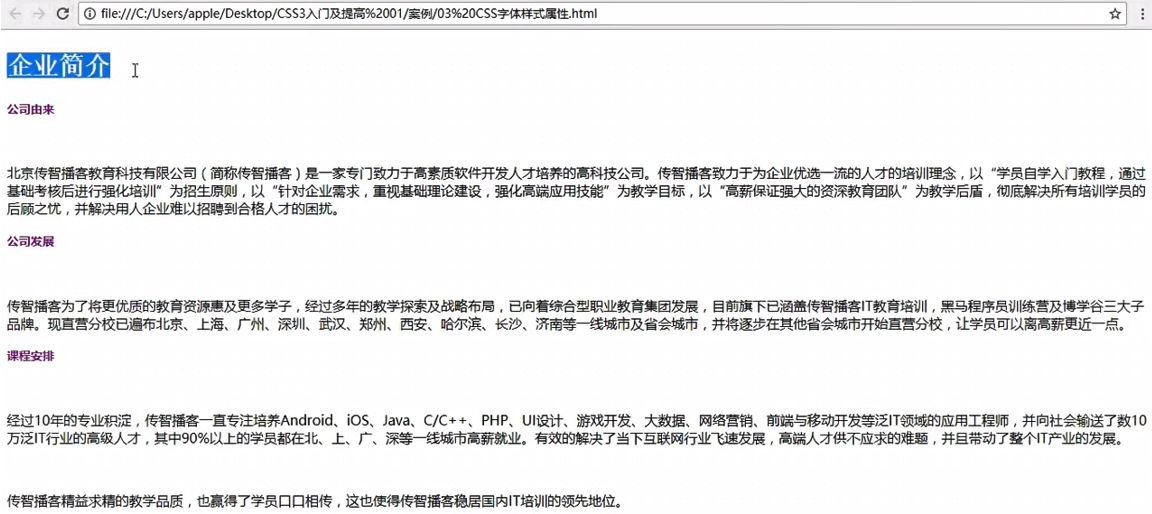 file:///C:/Users/apple/Desktop/CSS3入门及提高%2001/案例/03%20CSS字体样式属性.html
企业简介
公司由来
北京传智播客教育科技有限公司（简称传智播客）是一家专门致力于高素质软件开发人才培养的高科技公司。传智播客致力于为企业优选一流的人才的培训理念，以“学员自学入门教程，通过
基础考核后进行强化培训”为招生原则，以“针对企业需求，重视基础理论建设，强化高端应用技能”为教学目标，以“高薪保证强大的资深教育团队”为教学后盾，彻底解决所有培训学员的
后顾之忧，并解决用人企业难以招聘到合格人才的困扰。
公司发展
传智播客为了将更优质的教育资源惠及更多学子，经过多年的教学探索及战略布局，已向着综合型职业教育集团发展，目前旗下已涵盖传智播客IT教育培训，黑马程序员训练营及博学谷三大子
品牌。现直营分校已遍布北京、上海、广州、深圳、武汉、郑州、西安、哈尔滨、长沙、济南等一线城市及省会城市，并将逐步在其他省会城市开始直营分校，让学员可以离高薪更近一点。
课程安排
经过10年的专业积淀，传智播客一直专注培养Android、iOS、Java、C/C++、PHP、UI设计、游戏开发、大数据、网络营销、前端与移动开发等泛IT领域的应用工程师，并向社会输送了数10
万泛IT行业的高级人才，其中90%以上的学员都在北、上、广、深等一线城市高薪就业。有效的解决了当下互联网行业飞速发展，高端人才供不应求的难题，并且带动了整个IT产业的发展。
传智播客精益求精的教学品质，也赢得了学员口口相传，这也使得传智播客稳居国内IT培训的领先地位。